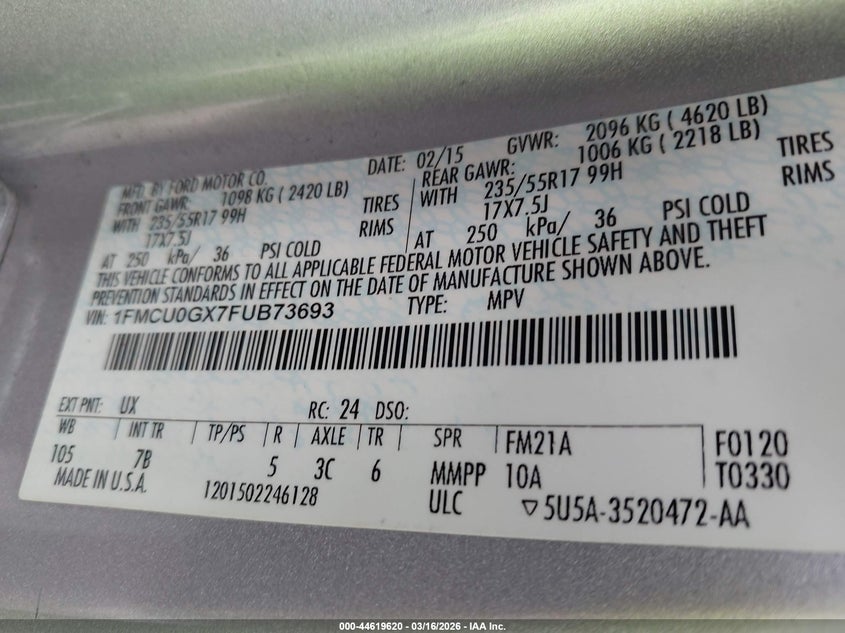 MFD. BY FORD MOTOR CO.
DATE: 02/15 GVWR: 2096 KG ( 4620 LB)
FRONT GAWR: 1098 KG ( 2420 LB)
WITH 235/55R17 99H TIRES
17X7.5J RIMS
AT 250 kPa/ 36 PSI COLD
REAR GAWR: 1006 KG ( 2218 LB)
WITH 235/55R17 99H TIRES
17X7.5J RIMS
AT 250 kPa/ 36 PSI COLD
THIS VEHICLE CONFORMS TO ALL APPLICABLE FEDERAL MOTOR VEHICLE SAFETY AND THEFT
PREVENTION STANDARDS IN EFFECT ON THE DATE OF MANUFACTURE SHOWN ABOVE.
VIN: 1FMCU0GX7FUB73693 TYPE: MPV
EXT PNT: UX RC: 24 DSO:
WB INT TR TP/PS R AXLE TR SPR FM21A F0120
105 7B 5 3C 6 MMPP 10A T0330
MADE IN U.S.A. 1201502246128 ULC ▽5U5A-3520472-AA
000-44619620 - 03/16/2026 - IAA Inc.